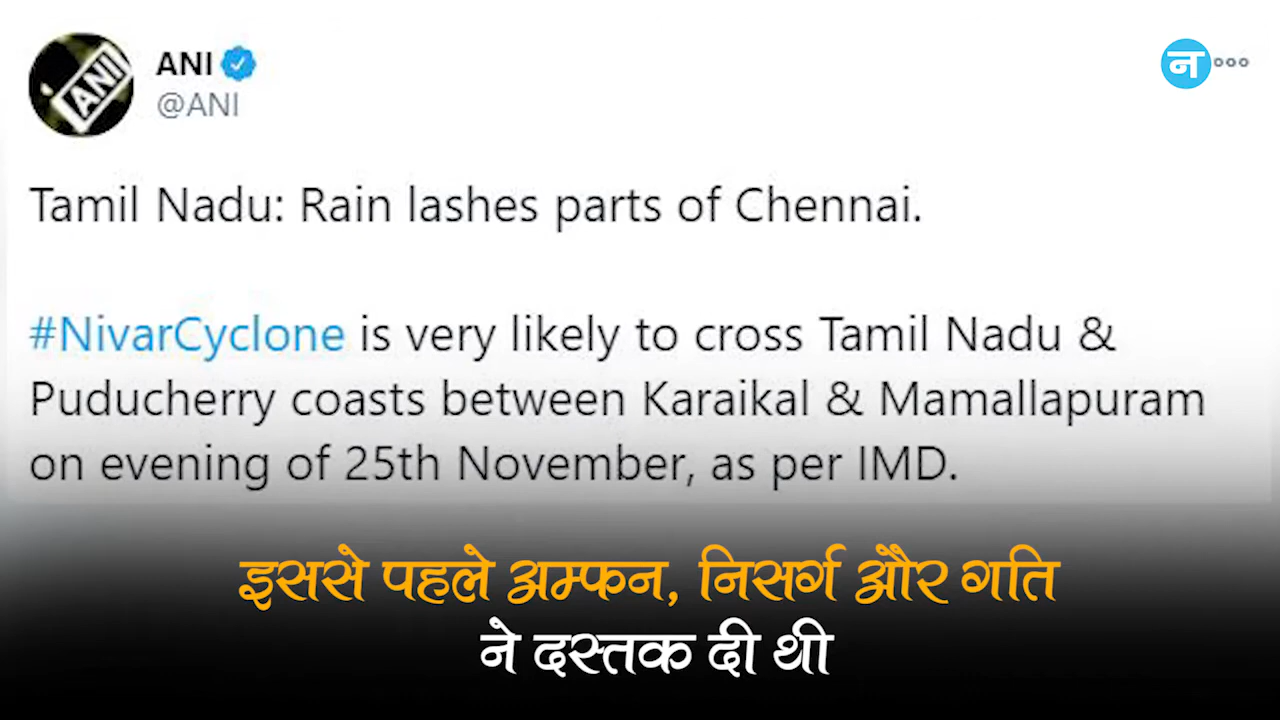 ANI
ANI
@ANI
न
Tamil Nadu: Rain lashes parts of Chennai.
#NivarCyclone is very likely to cross Tamil Nadu &
Puducherry coasts between Karaikal & Mamallapuram
on evening of 25th November, as per IMD.
इससे पहले अम्फन, निसर्ग और गति
ने दस्तक दी थी